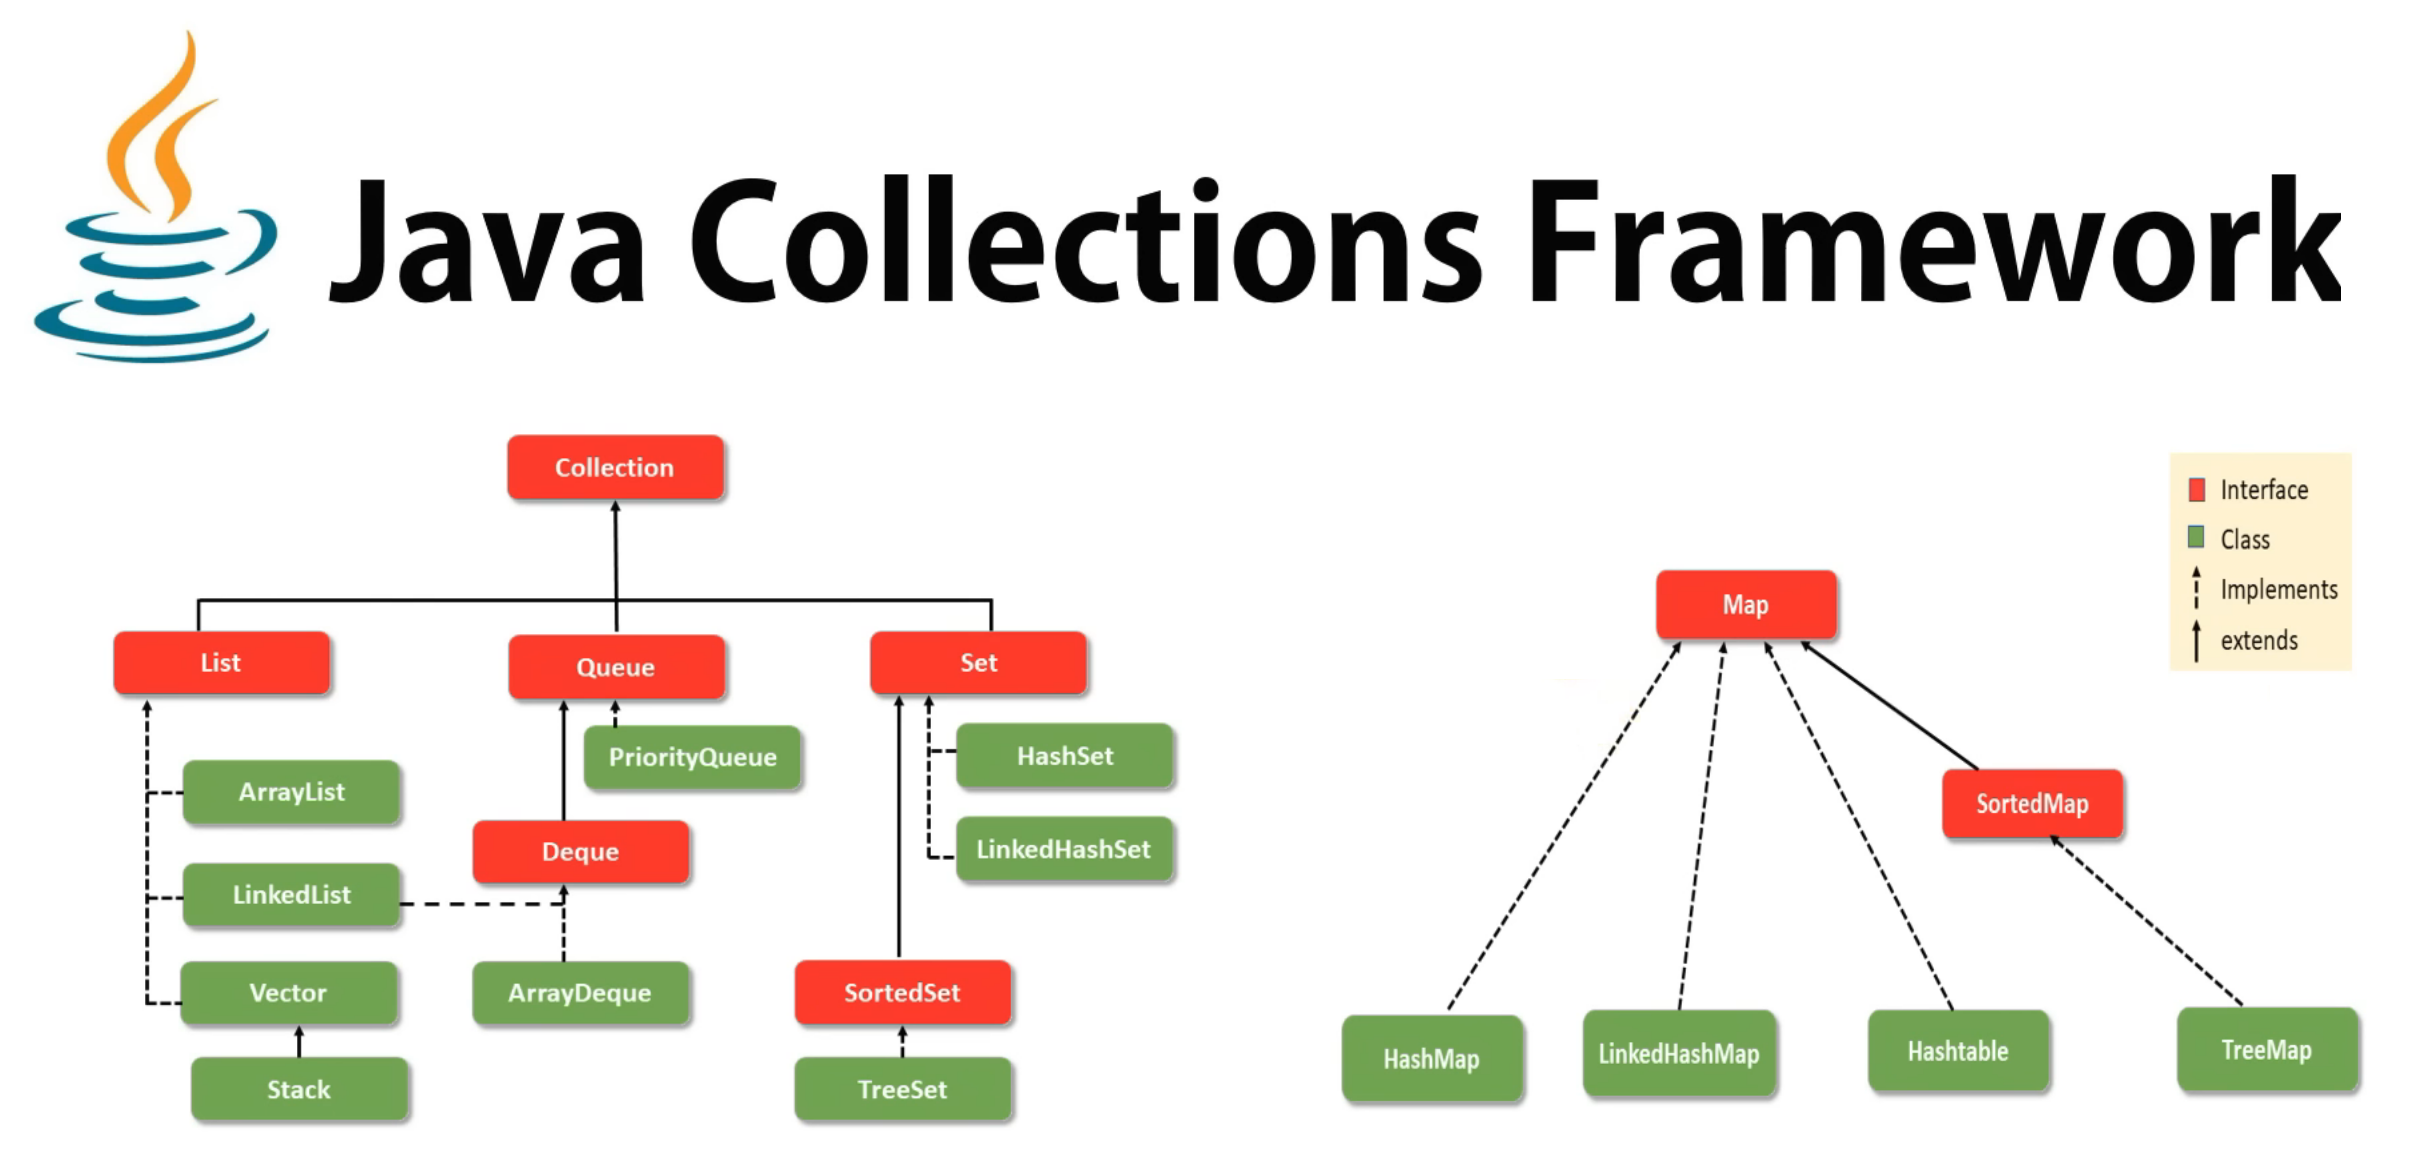 Java Collections Framework
Collection
List
Queue
Set
PriorityQueue
HashSet
ArrayList
Deque
LinkedHashSet
LinkedList
Vector
ArrayDeque
SortedSet
Stack
TreeSet
Map
SortedMap
HashMap
LinkedHashMap
Hashtable
TreeMap
Interface
Class
Implements
extends